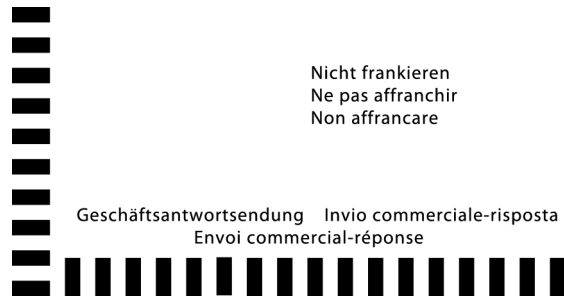 Nicht frankieren
Ne pas affranchir
Non affrancare
Geschäftsantwortsendung Invio commerciale-risposta
Envoi commercial-réponse